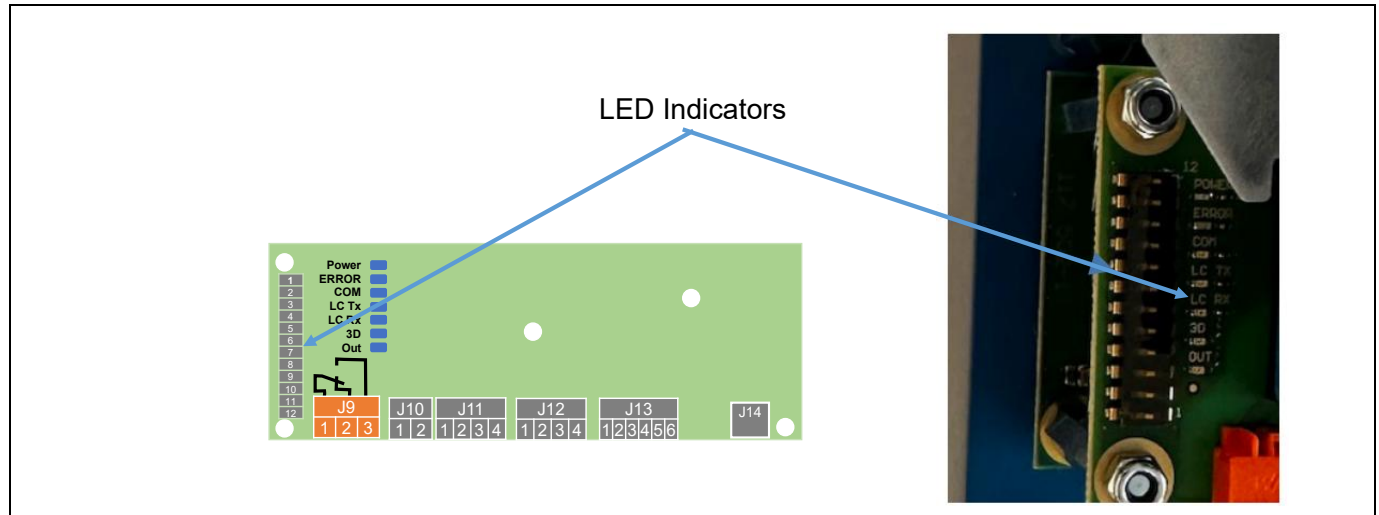 LED Indicators
Power
ERROR
COM
LC Tx
LC Rx
3D
Out
1
2
3
4
5
6
7
8
9
10
11
12
J9
1 2 3
J10
1 2
J11
1 2 3 4
J12
1 2 3 4
J13
1 2 3 4 5 6
J14
12
POWER
ERROR
COM
LC TX
LC RX
3D
OUT
1